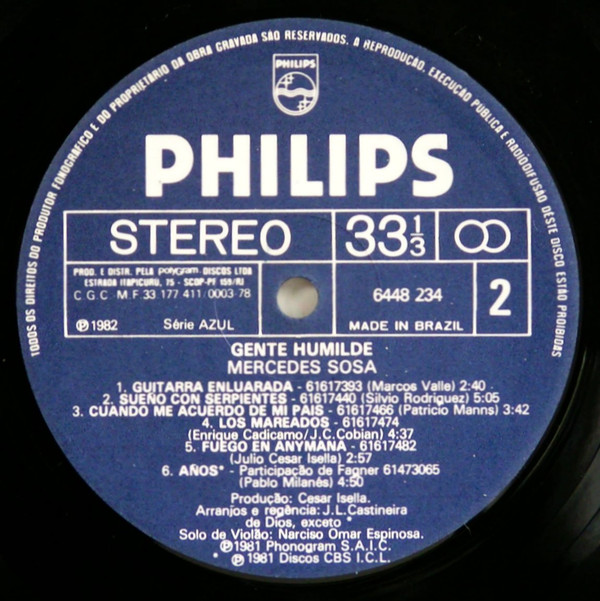 TODOS OS DIREITOS DO PRODUTOR FONOGRÁFICO E DO PROPRIETÁRIO DA OBRA GRAVADA SÃO RESERVADOS. A REPRODUÇÃO, EXECUÇÃO PÚBLICA E RADIODIFUSÃO DESTE DISCO ESTÃO PROIBIDAS
PHILIPS
PHILIPS
STEREO 33 1/3
PROD. E DISTR. PELA polygram DISCOS LTDA
ESTRADA ITAPICURU, 75 - SCDP-PF 159/RJ
C.G.C. M.F. 33 177 411/0003-78
6448 234
2
℗ 1982 Série AZUL
MADE IN BRAZIL
GENTE HUMILDE
MERCEDES SOSA
1. GUITARRA ENLUARADA - 61617393 (Marcos Valle) 2:40
2. SUEÑO CON SERPIENTES - 61617440 (Silvio Rodriguez) 5:05
3. CUANDO ME ACUERDO DE MI PAIS - 61617466 (Patricio Manns) 3:42
4. LOS MAREADOS - 61617474
(Enrique Cadicamo/J.C.Cobian) 4:37
5. FUEGO EN ANYMANA - 61617482
(Julio Cesar Isella) 2:57
6. AÑOS* - Participação de Fagner 61473065
(Pablo Milanés) 4:50
Produção: Cesar Isella.
Arranjos e regência: J.L.Castineira
de Dios, exceto *
Solo de Violão: Narciso Omar Espinosa.
℗1981 Phonogram S.A.I.C.
* ℗ 1981 Discos CBS I.C.L.